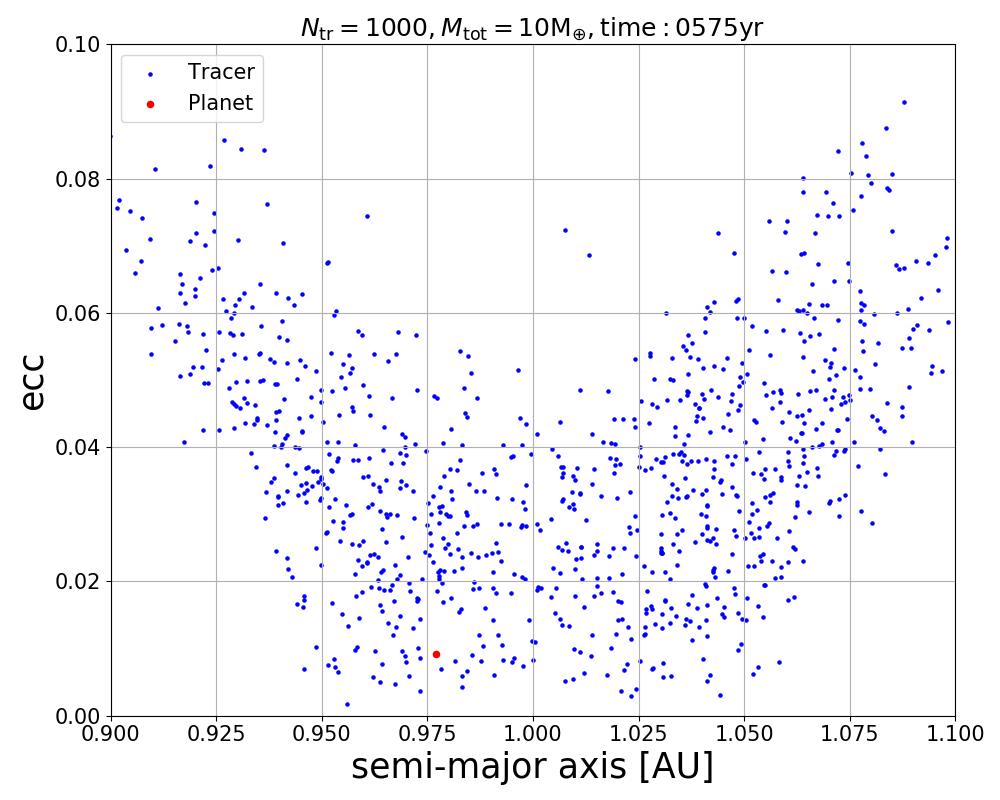 N_tr = 1000, M_tot = 10M_⊕, time : 0575yr
Tracer
Planet
ecc
0.10
0.08
0.06
0.04
0.02
0.00
0.900 0.925 0.950 0.975 1.000 1.025 1.050 1.075 1.100
semi-major axis [AU]